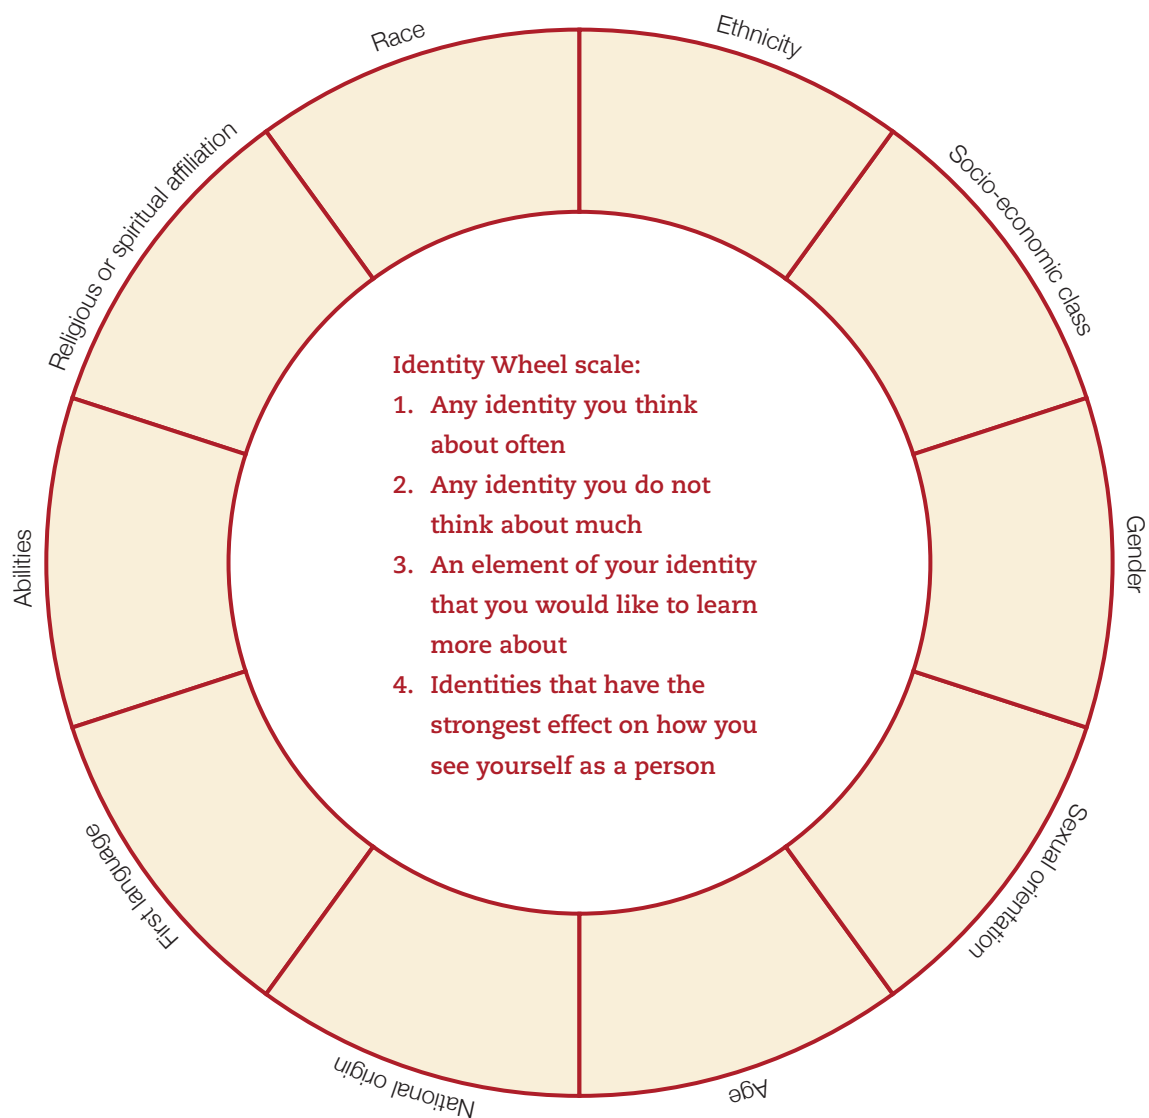 Race
Ethnicity
Socio-economic class
Gender
Sexual orientation
Age
National origin
First language
Abilities
Religious or spiritual affiliation
Identity Wheel scale:
1. Any identity you think
about often
2. Any identity you do not
think about much
3. An element of your identity
that you would like to learn
more about
4. Identities that have the
strongest effect on how you
see yourself as a person